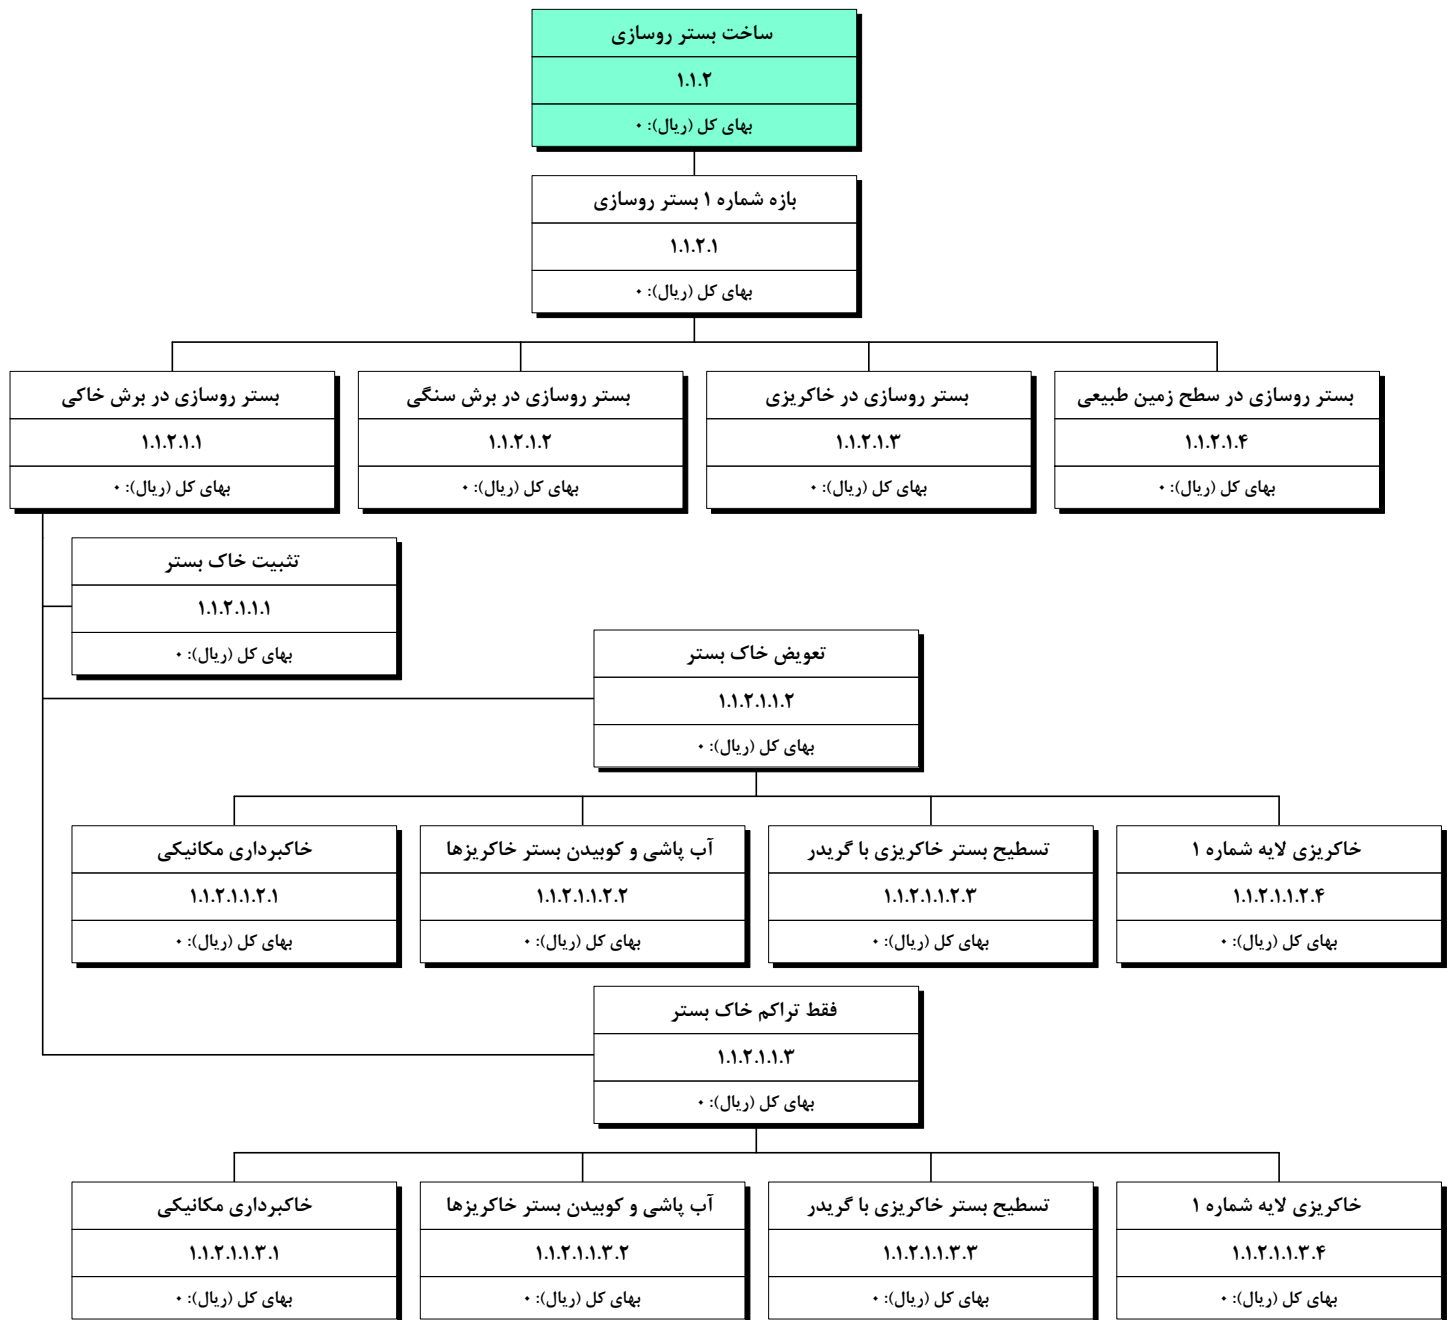 ساخت بستر روسازی
۱.۱.۲
بهای کل (ریال): ۰
بازه شماره ۱ بستر روسازی
۱.۱.۲.۱
بهای کل (ریال): ۰
بستر روسازی در برش خاکی
۱.۱.۲.۱.۱
بهای کل (ریال): ۰
بستر روسازی در برش سنگی
۱.۱.۲.۱.۲
بهای کل (ریال): ۰
بستر روسازی در خاکریزی
۱.۱.۲.۱.۳
بهای کل (ریال): ۰
بستر روسازی در سطح زمین طبیعی
۱.۱.۲.۱.۴
بهای کل (ریال): ۰
تثبیت خاک بستر
۱.۱.۲.۱.۱.۱
بهای کل (ریال): ۰
تعویض خاک بستر
۱.۱.۲.۱.۱.۲
بهای کل (ریال): ۰
خاکبرداری مکانیکی
۱.۱.۲.۱.۱.۲.۱
بهای کل (ریال): ۰
آب پاشی و کوبیدن بستر خاکریزها
۱.۱.۲.۱.۱.۲.۲
بهای کل (ریال): ۰
تسطیح بستر خاکریزی با گریدر
۱.۱.۲.۱.۱.۲.۳
بهای کل (ریال): ۰
خاکریزی لایه شماره ۱
۱.۱.۲.۱.۱.۲.۴
بهای کل (ریال): ۰
فقط تراکم خاک بستر
۱.۱.۲.۱.۱.۳
بهای کل (ریال): ۰
خاکبرداری مکانیکی
۱.۱.۲.۱.۱.۳.۱
بهای کل (ریال): ۰
آب پاشی و کوبیدن بستر خاکریزها
۱.۱.۲.۱.۱.۳.۲
بهای کل (ریال): ۰
تسطیح بستر خاکریزی با گریدر
۱.۱.۲.۱.۱.۳.۳
بهای کل (ریال): ۰
خاکریزی لایه شماره ۱
۱.۱.۲.۱.۱.۳.۴
بهای کل (ریال): ۰